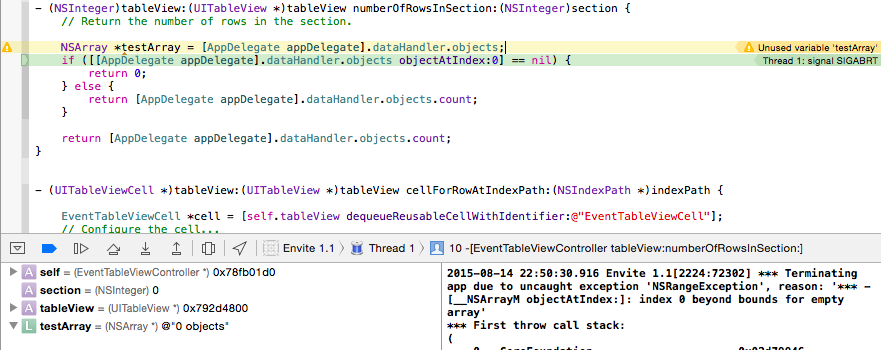 - (NSInteger)tableView:(UITableView *)tableView numberOfRowsInSection:(NSInteger)section {
// Return the number of rows in the section.
NSArray *testArray = [AppDelegate appDelegate].dataHandler.objects; Unused variable 'testArray'
if ([[AppDelegate appDelegate].dataHandler.objects objectAtIndex:0] == nil) { Thread 1: signal SIGABRT
return 0;
} else {
return [AppDelegate appDelegate].dataHandler.objects.count;
}
return [AppDelegate appDelegate].dataHandler.objects.count;
}
- (UITableViewCell *)tableView:(UITableView *)tableView cellForRowAtIndexPath:(NSIndexPath *)indexPath {
EventTableViewCell *cell = [self.tableView dequeueReusableCellWithIdentifier:@"EventTableViewCell"];
// Configure the cell...
Envite 1.1 Thread 1 10 -[EventTableViewController tableView:numberOfRowsInSection:]
A self = (EventTableViewController *) 0x78fb01d0
A section = (NSInteger) 0
A tableView = (UITableView *) 0x792d4800
L testArray = (NSArray *) @"0 objects"
2015-08-14 22:50:30.916 Envite 1.1[2224:72302] *** Terminating
app due to uncaught exception 'NSRangeException', reason: '*** -
[__NSArrayM objectAtIndex:]: index 0 beyond bounds for empty
array'
*** First throw call stack:
(